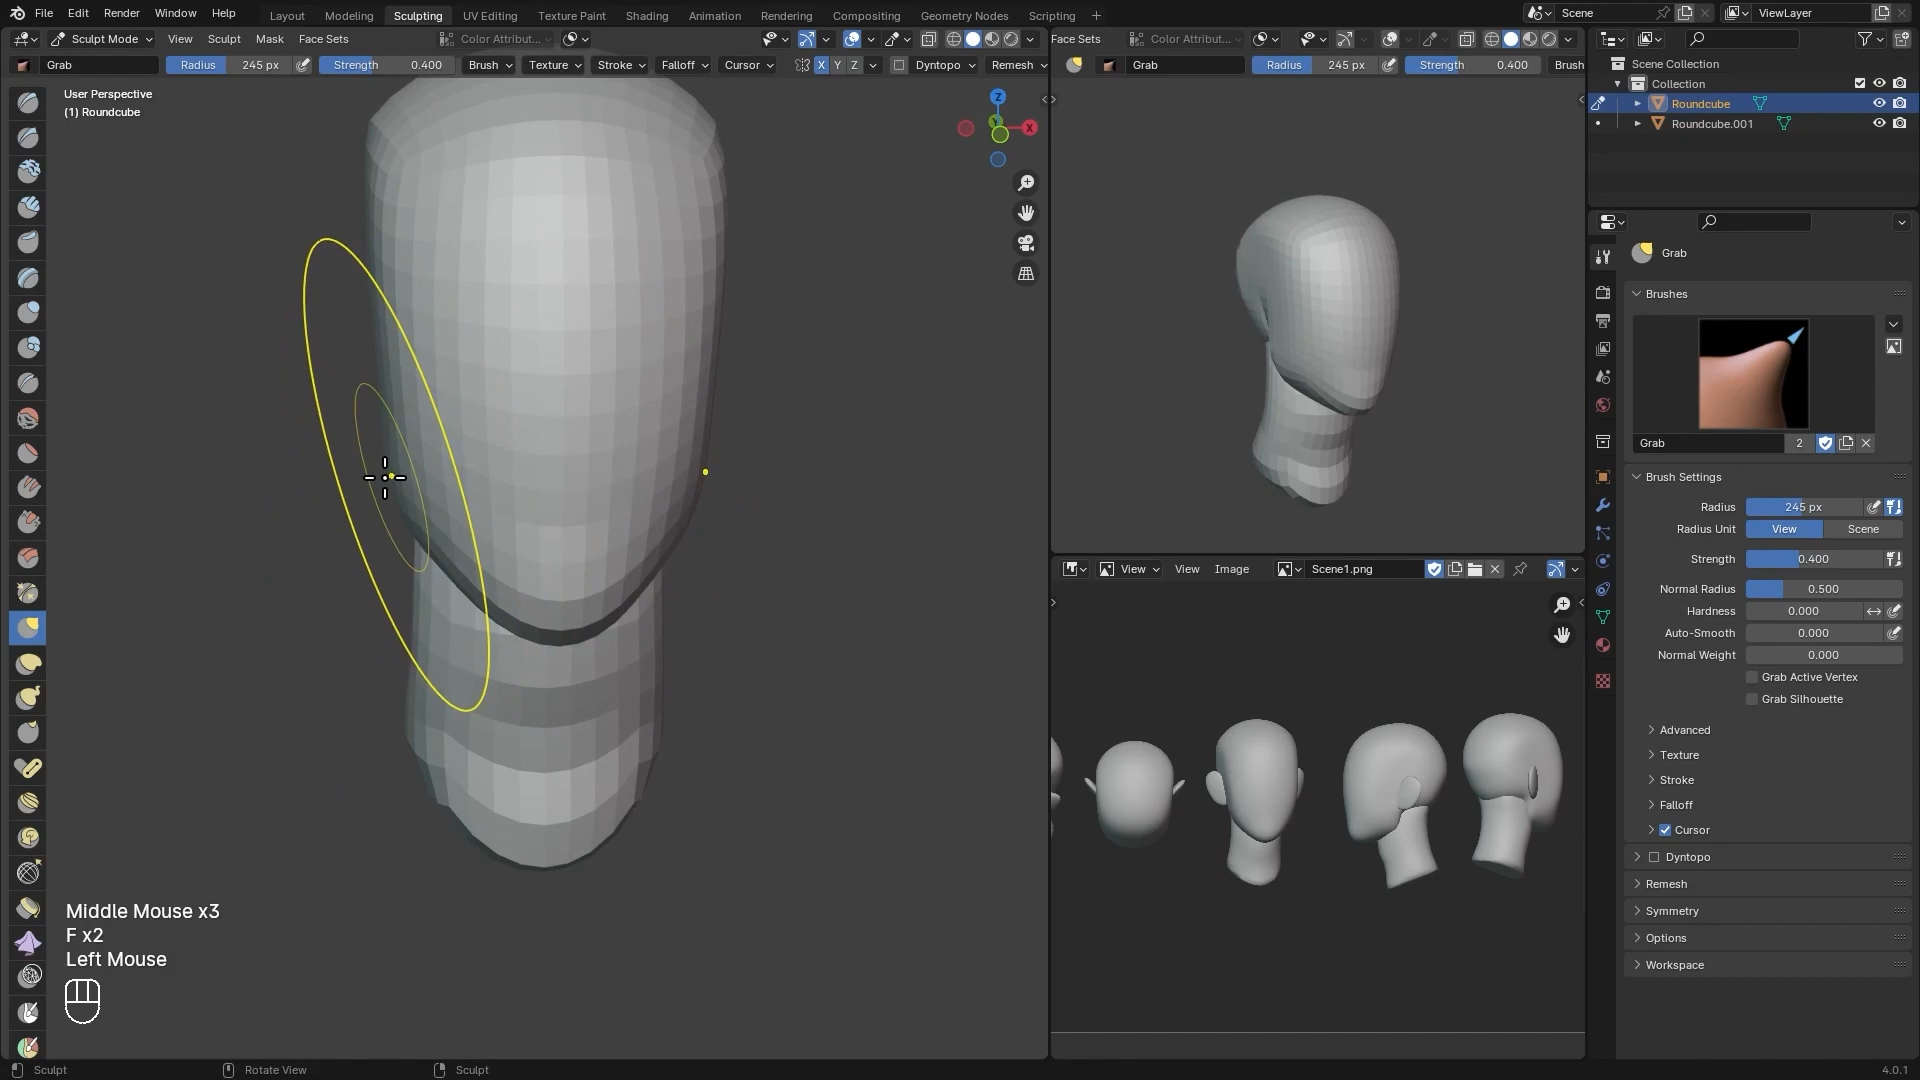 File Edit Render Window Help Layout Modeling Sculpting UV Editing Texture Paint Shading Animation Rendering Compositing Geometry Nodes Scripting + Scene ViewLayer
Sculpt Mode View Sculpt Mask Face Sets Color Attribut... Face Sets Color Attribut...
Grab Radius 245 px Strength 0.400 Brush Texture Stroke Falloff Cursor X Y Z Dyntopo Remesh Grab Radius 245 px Strength 0.400 Brush
User Perspective
(1) Roundcube
Z
X
Scene Collection
Collection
Roundcube
Roundcube.001
Grab
Brushes
Grab 2
Brush Settings
Radius 245 px
Radius Unit View Scene
Strength 0.400
Normal Radius 0.500
Hardness 0.000
Auto-Smooth 0.000
Normal Weight 0.000
Grab Active Vertex
Grab Silhouette
Advanced
Texture
Stroke
Falloff
Cursor
Dyntopo
Remesh
Symmetry
Options
Workspace
View View Image Scene1.png
Middle Mouse x3
F x2
Left Mouse
Sculpt Rotate View Sculpt 4.0.1